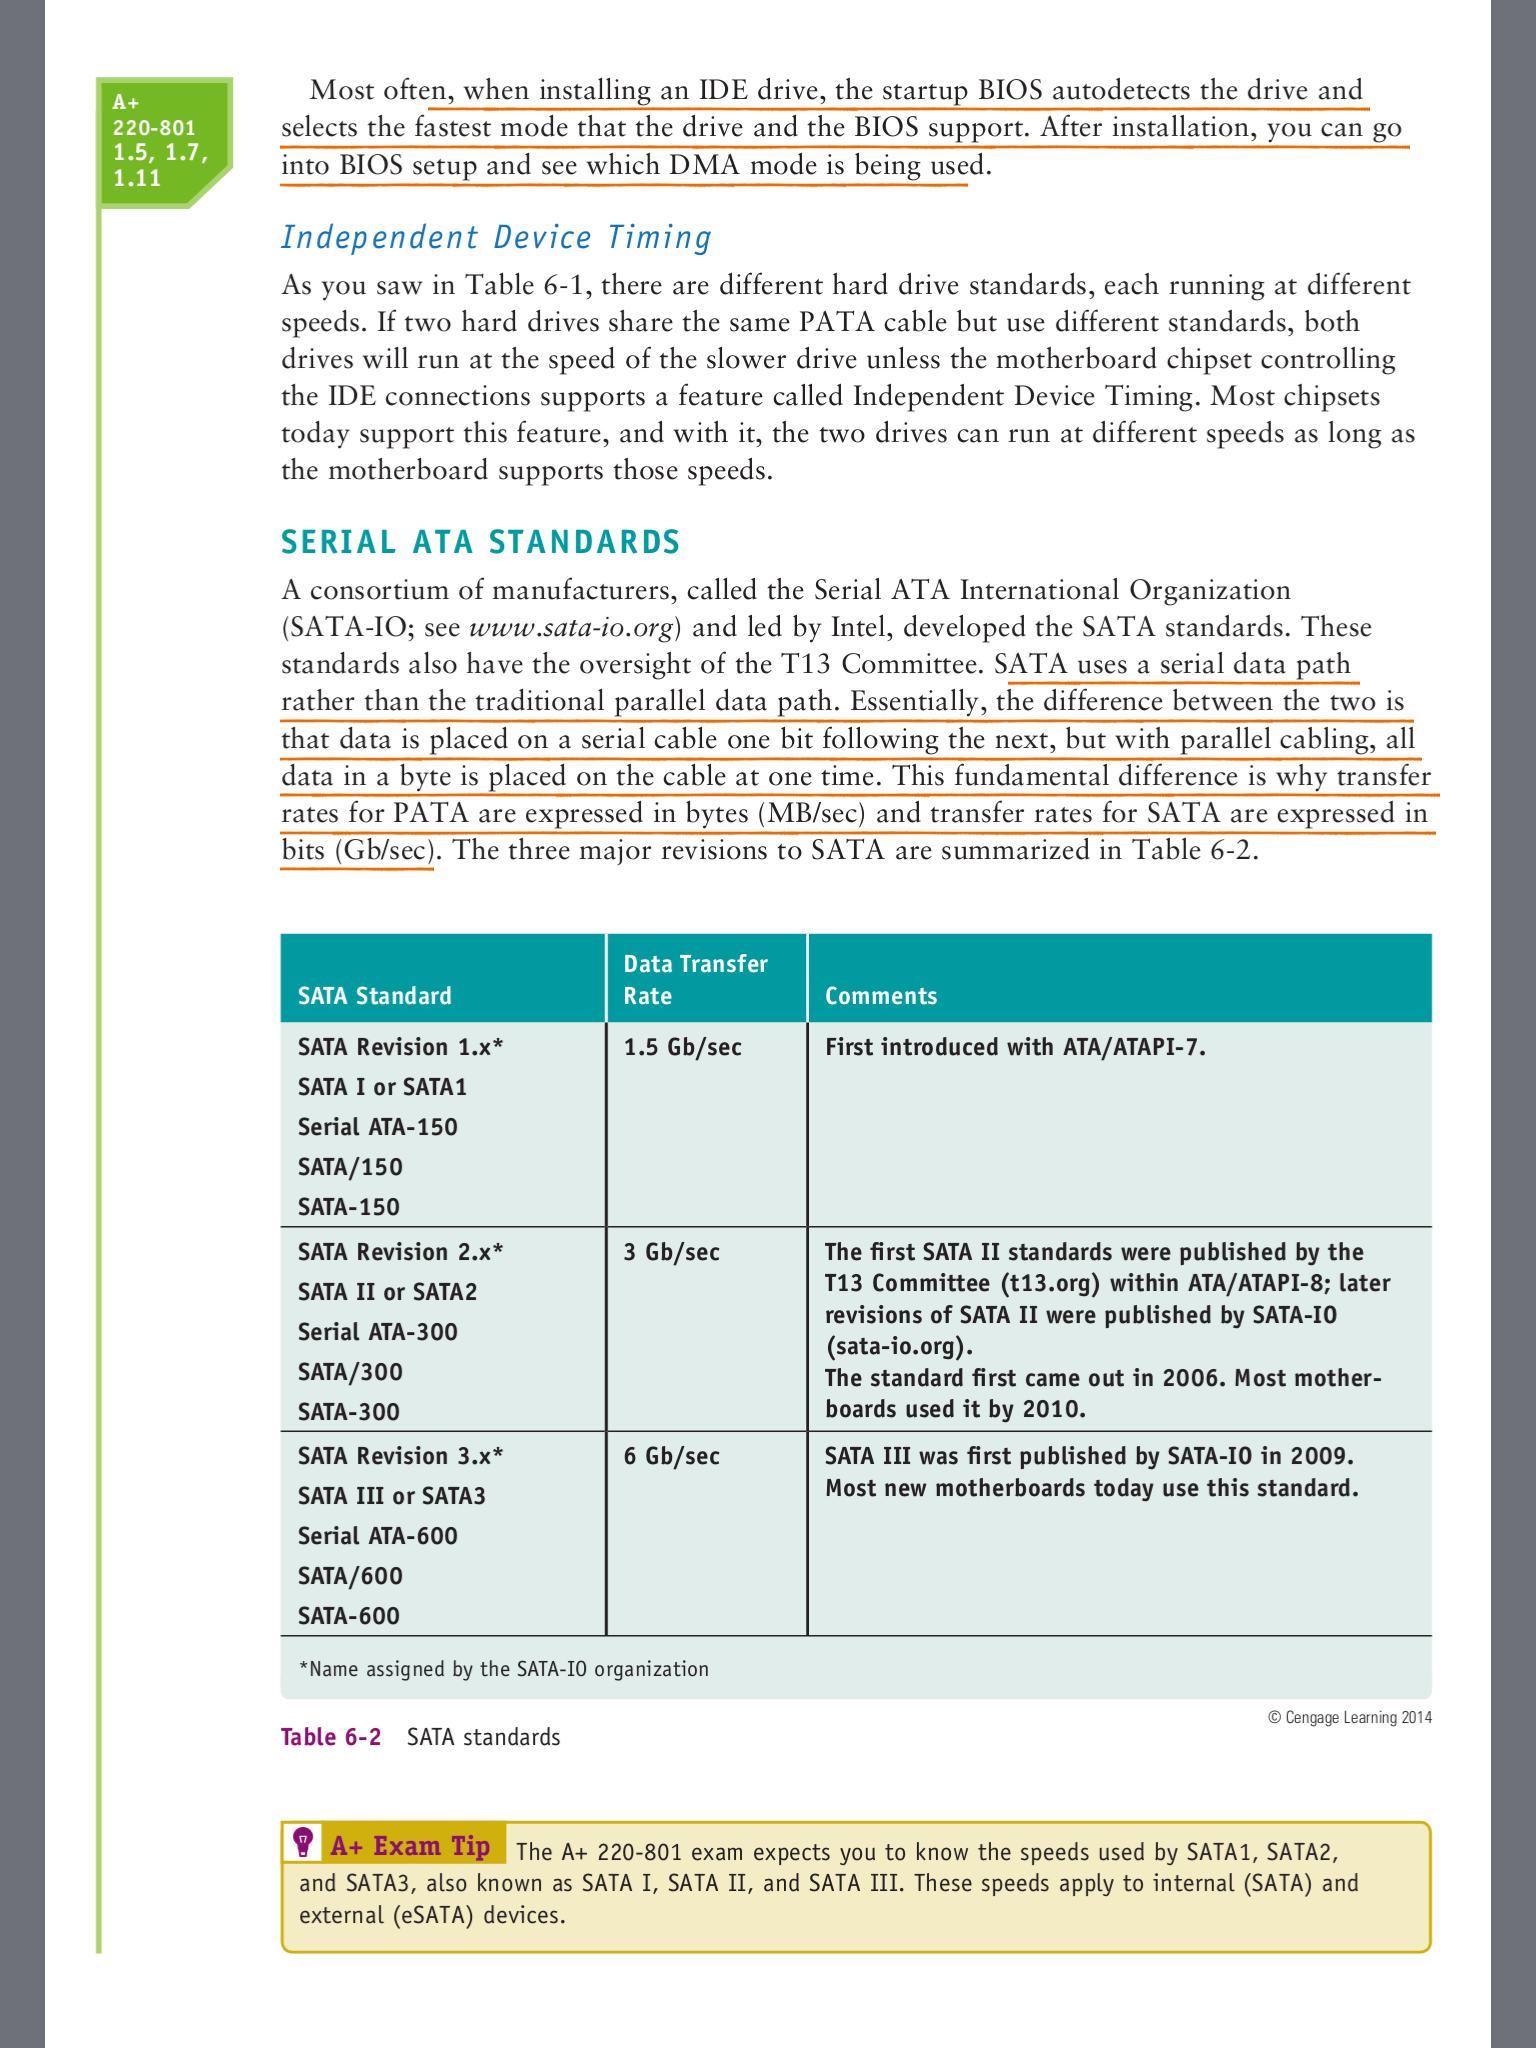 A+
220-801
1.5, 1.7,
1.11
Most often, when installing an IDE drive, the startup BIOS autodetects the drive and
selects the fastest mode that the drive and the BIOS support. After installation, you can go
into BIOS setup and see which DMA mode is being used.
Independent Device Timing
As you saw in Table 6-1, there are different hard drive standards, each running at different
speeds. If two hard drives share the same PATA cable but use different standards, both
drives will run at the speed of the slower drive unless the motherboard chipset controlling
the IDE connections supports a feature called Independent Device Timing. Most chipsets
today support this feature, and with it, the two drives can run at different speeds as long as
the motherboard supports those speeds.
SERIAL ATA STANDARDS
A consortium of manufacturers, called the Serial ATA International Organization
(SATA-IO; see www.sata-io.org) and led by Intel, developed the SATA standards. These
standards also have the oversight of the T13 Committee. SATA uses a serial data path
rather than the traditional parallel data path. Essentially, the difference between the two is
that data is placed on a serial cable one bit following the next, but with parallel cabling, all
data in a byte is placed on the cable at one time. This fundamental difference is why transfer
rates for PATA are expressed in bytes (MB/sec) and transfer rates for SATA are expressed in
bits (Gb/sec). The three major revisions to SATA are summarized in Table 6-2.
SATA Standard
Data Transfer
Rate
Comments
SATA Revision 1.x*
SATA I or SATA1
Serial ATA-150
SATA/150
SATA-150
1.5 Gb/sec
First introduced with ATA/ATAPI-7.
SATA Revision 2.x*
SATA II or SATA2
Serial ATA-300
SATA/300
SATA-300
3 Gb/sec
The first SATA II standards were published by the
T13 Committee (t13.org) within ATA/ATAPI-8; later
revisions of SATA II were published by SATA-IO
(sata-io.org).
The standard first came out in 2006. Most mother-
boards used it by 2010.
SATA Revision 3.x*
SATA III or SATA3
Serial ATA-600
SATA/600
SATA-600
6 Gb/sec
SATA III was first published by SATA-IO in 2009.
Most new motherboards today use this standard.
*Name assigned by the SATA-IO organization
© Cengage Learning 2014
Table 6-2 SATA standards
A+ Exam Tip The A+ 220-801 exam expects you to know the speeds used by SATA1, SATA2,
and SATA3, also known as SATA I, SATA II, and SATA III. These speeds apply to internal (SATA) and
external (eSATA) devices.